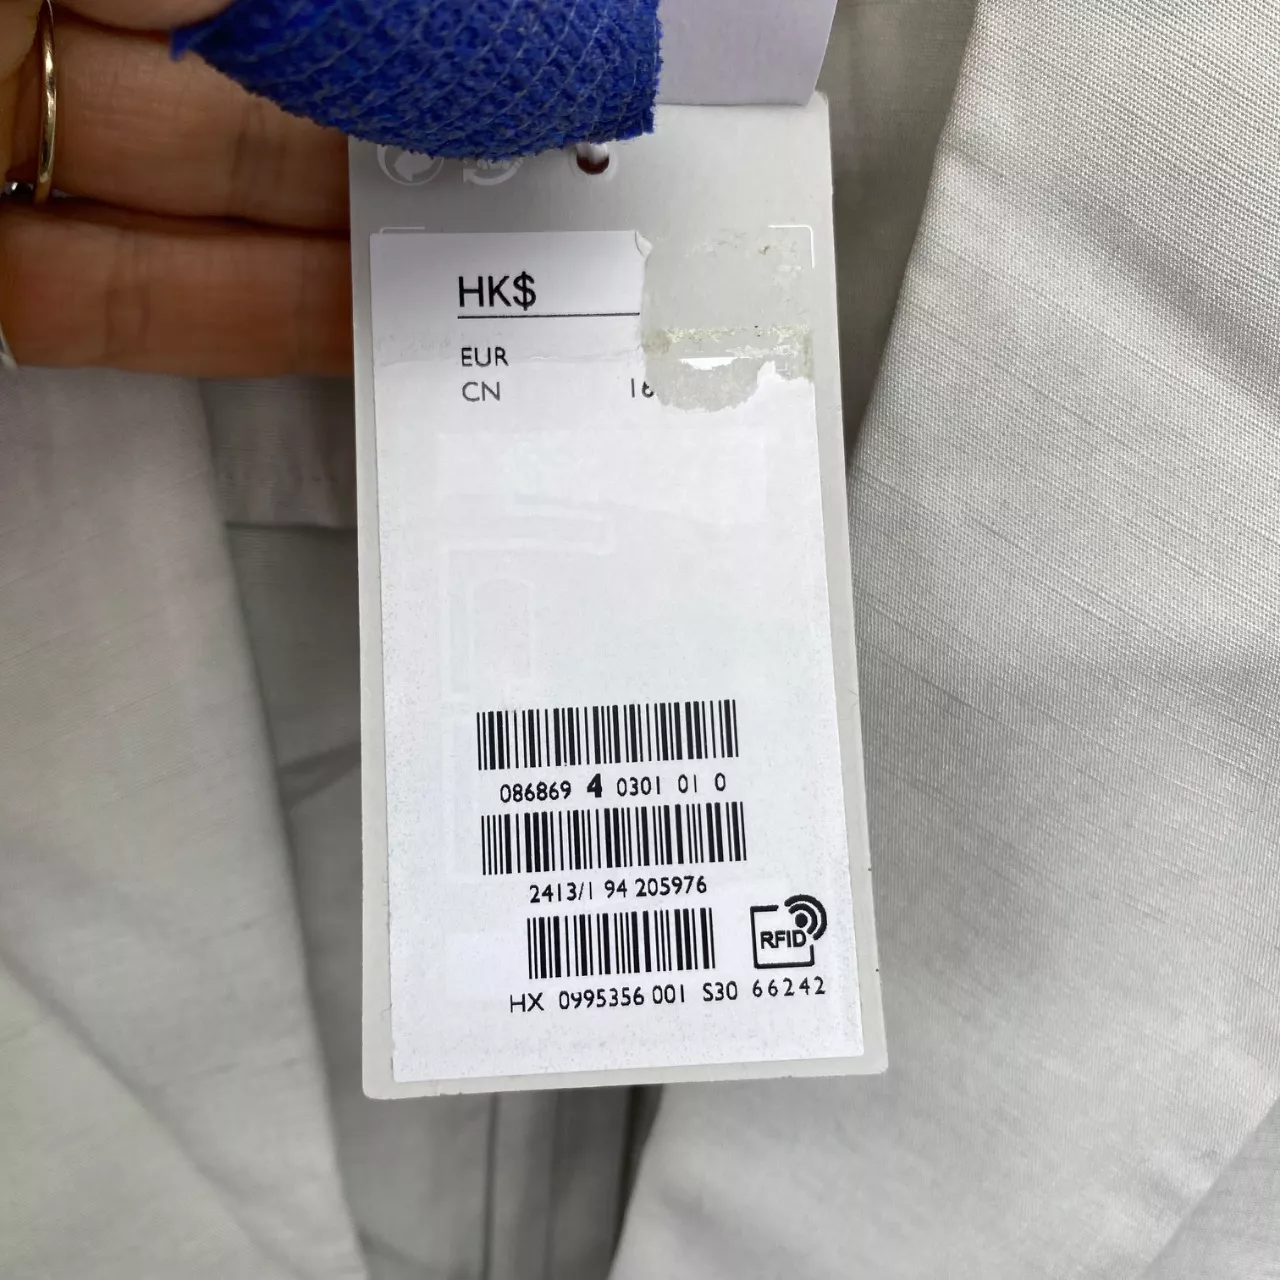 HK$
EUR
CN
086869 4 0301 01 0
2413/1 94 205976
RFID
HX 0995356 001 S30 66242